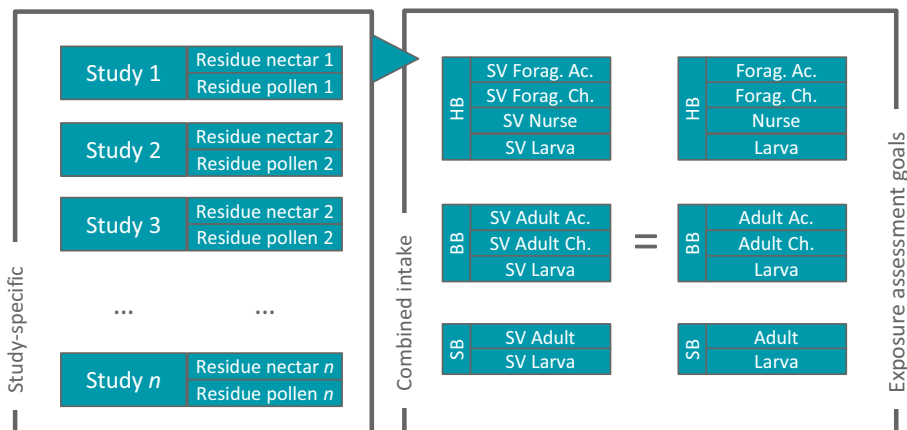 Study-specific
Study 1
Residue nectar 1
Residue pollen 1
Study 2
Residue nectar 2
Residue pollen 2
Study 3
Residue nectar 2
Residue pollen 2
... ...
Study n
Residue nectar n
Residue pollen n
Combined intake
HB
SV Forag. Ac.
SV Forag. Ch.
SV Nurse
SV Larva
BB
SV Adult Ac.
SV Adult Ch.
SV Larva
SB
SV Adult
SV Larva
=
HB
Forag. Ac.
Forag. Ch.
Nurse
Larva
BB
Adult Ac.
Adult Ch.
Larva
SB
Adult
Larva
Exposure assessment goals